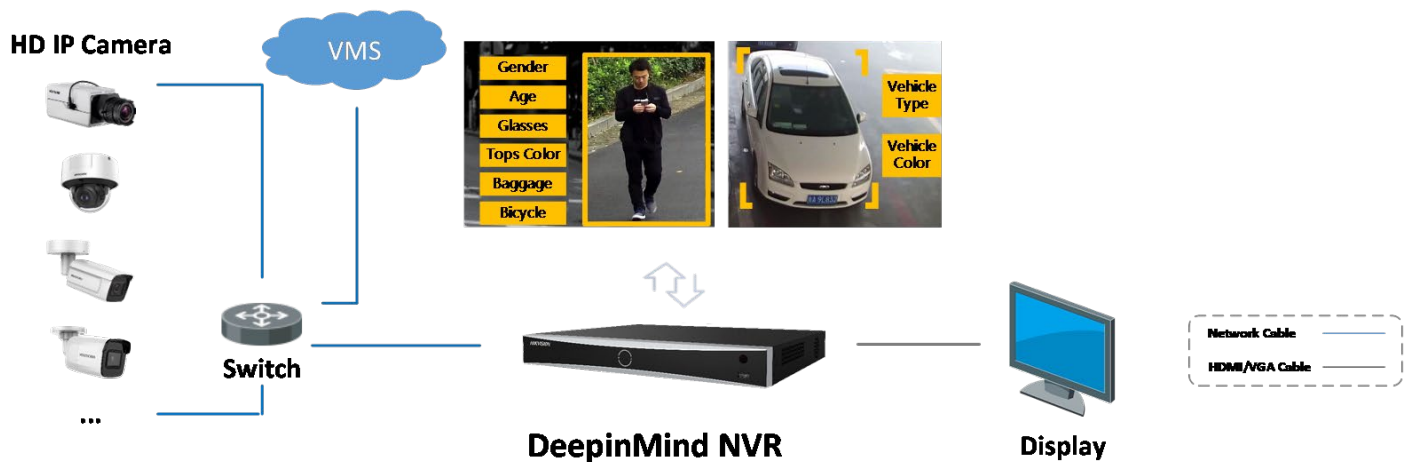 HD IP Camera
VMS
Gender
Age
Glasses
Tops Color
Baggage
Bicycle
Vehicle
Type
Vehicle
Color
Switch
HIKVISION
DeepinMind NVR
Display
Network Cable
HDMI/VGA Cable
...